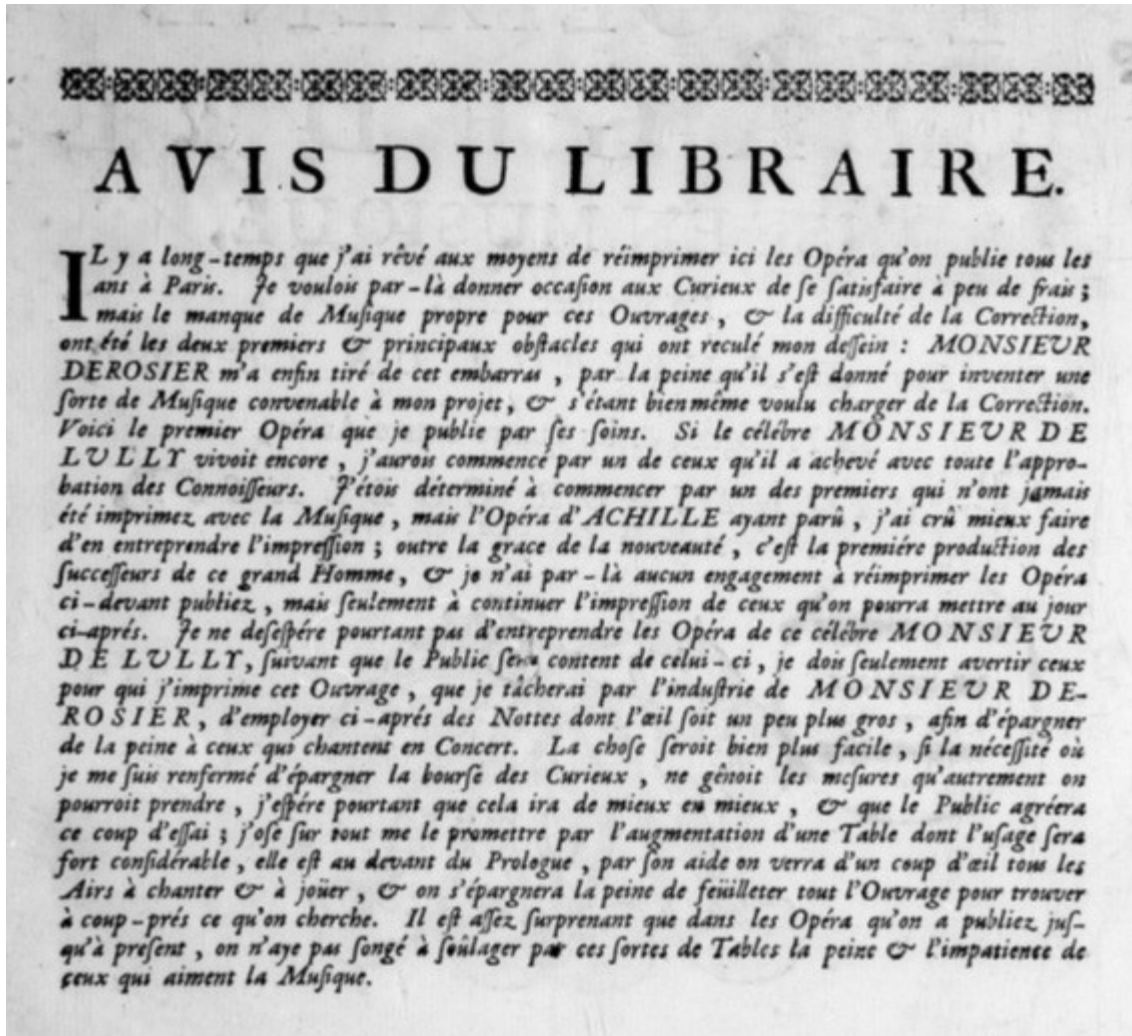 AVIS DU LIBRAIRE.
IL y a long-temps que j'ai rêvé aux moyens de réimprimer ici les Opéra qu'on publie tous les
ans à Paris. Je voulois par-là donner occaſion aux Curieux de ſe ſatisfaire à peu de frais;
mais le manque de Muſique propre pour ces Ouvrages, & la difficulté de la Correction,
ont été les deux premiers & principaux obſtacles qui ont reculé mon deſſein : MONSIEUR
DEROSIER m'a enfin tiré de cet embarras, par la peine qu'il s'eſt donné pour inventer une
ſorte de Muſique convenable à mon projet, & s'étant bien même voulu charger de la Correction.
Voici le premier Opéra que je publie par ſes ſoins. Si le célébre MONSIEUR DE
LULLY vivoit encore, j'aurois commencé par un de ceux qu'il a achevé avec toute l'appro-
bation des Connoiſſeurs. J'étois déterminé à commencer par un des premiers qui n'ont jamais
été imprimez avec la Muſique, mais l'Opéra d'ACHILLE ayant parû, j'ai crû mieux faire
d'en entreprendre l'impreſſion; outre la grace de la nouveauté, c'eſt la premiére production des
ſucceſſeurs de ce grand Homme, & je n'ai par-là aucun engagement à réimprimer les Opéra
ci-devant publiez, mais ſeulement à continuer l'impreſſion de ceux qu'on pourra mettre au jour
ci-aprés. Je ne deſeſpére pourtant pas d'entreprendre les Opéra de ce célébre MONSIEUR
DE LULLY, ſuivant que le Public ſera content de celui-ci, je dois ſeulement avertir ceux
pour qui j'imprime cet Ouvrage, que je tâcherai par l'induſtrie de MONSIEUR DE-
ROSIER, d'employer ci-aprés des Nottes dont l'œil ſoit un peu plus gros, afin d'épargner
de la peine à ceux qui chantent en Concert. La choſe ſeroit bien plus facile, ſi la néceſſité où
je me ſuis renfermé d'épargner la bourſe des Curieux, ne gênoit les meſures qu'autrement on
pourroit prendre, j'eſpére pourtant que cela ira de mieux en mieux, & que le Public agréera
ce coup d'eſſai; j'oſe ſur tout me le promettre par l'augmentation d'une Table dont l'uſage ſera
fort conſidérable, elle eſt au devant du Prologue, par ſon aide on verra d'un coup d'œil tous les
Airs à chanter & à joüer, & on s'épargnera la peine de feüilleter tout l'Ouvrage pour trouver
à coup-prés ce qu'on cherche. Il eſt aſſez ſurprenant que dans les Opéra qu'on a publiez juſ-
qu'à preſent, on n'aye pas ſongé à ſoûlager par ces ſortes de Tables la peine & l'impatience de
ceux qui aiment la Muſique.